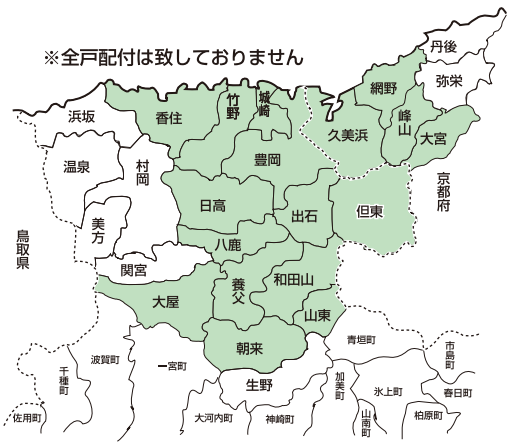 ※全戸配付は致しておりません
丹後
弥栄
網野
峰山
大宮
久美浜
城崎
竹野
香住
浜坂
温泉
村岡
豊岡
京都府
日高
出石
但東
美方
鳥取県
八鹿
関宮
養父
和田山
大屋
山東
朝来
青垣町
市島町
生野
波賀町
一宮町
千種町
加美町
氷上町
春日町
佐用町
大河内町
神崎町
山南町
柏原町